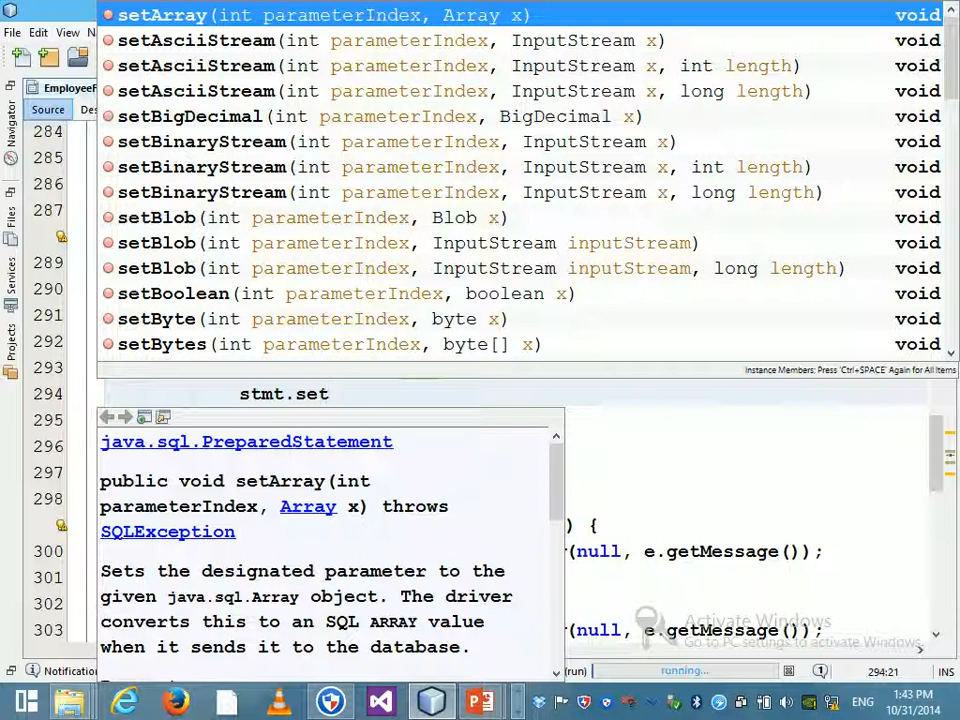 setArray(int parameterIndex, Array x) void
File Edit View
setAsciiStream(int parameterIndex, InputStream x) void
setAsciiStream(int parameterIndex, InputStream x, int length) void
EmployeeF
setAsciiStream(int parameterIndex, InputStream x, long length) void
Source Des
setBigDecimal(int parameterIndex, BigDecimal x) void
284
setBinaryStream(int parameterIndex, InputStream x) void
285
setBinaryStream(int parameterIndex, InputStream x, int length) void
286
setBinaryStream(int parameterIndex, InputStream x, long length) void
287
setBlob(int parameterIndex, Blob x) void
setBlob(int parameterIndex, InputStream inputStream) void
289
setBlob(int parameterIndex, InputStream inputStream, long length) void
290
setBoolean(int parameterIndex, boolean x) void
291
setByte(int parameterIndex, byte x) void
292
setBytes(int parameterIndex, byte[] x) void
293
Instance Members: Press 'Ctrl+SPACE' Again for All Items
294 stmt.set
295
java.sql.PreparedStatement
296
297
public void setArray(int
298
parameterIndex, Array x) throws
SQLException
) {
300
r(null, e.getMessage());
301
Sets the designated parameter to the
302
given java.sql.Array object. The driver
303
converts this to an SQL ARRAY value
r(null, e.getMessage());
when it sends it to the database.
Navigator
Files
Services
Projects
Activate Windows
Go to PC settings to activate Windows.
Notification
(run) running... 1 294:21 INS
ENG
1:43 PM
10/31/2014